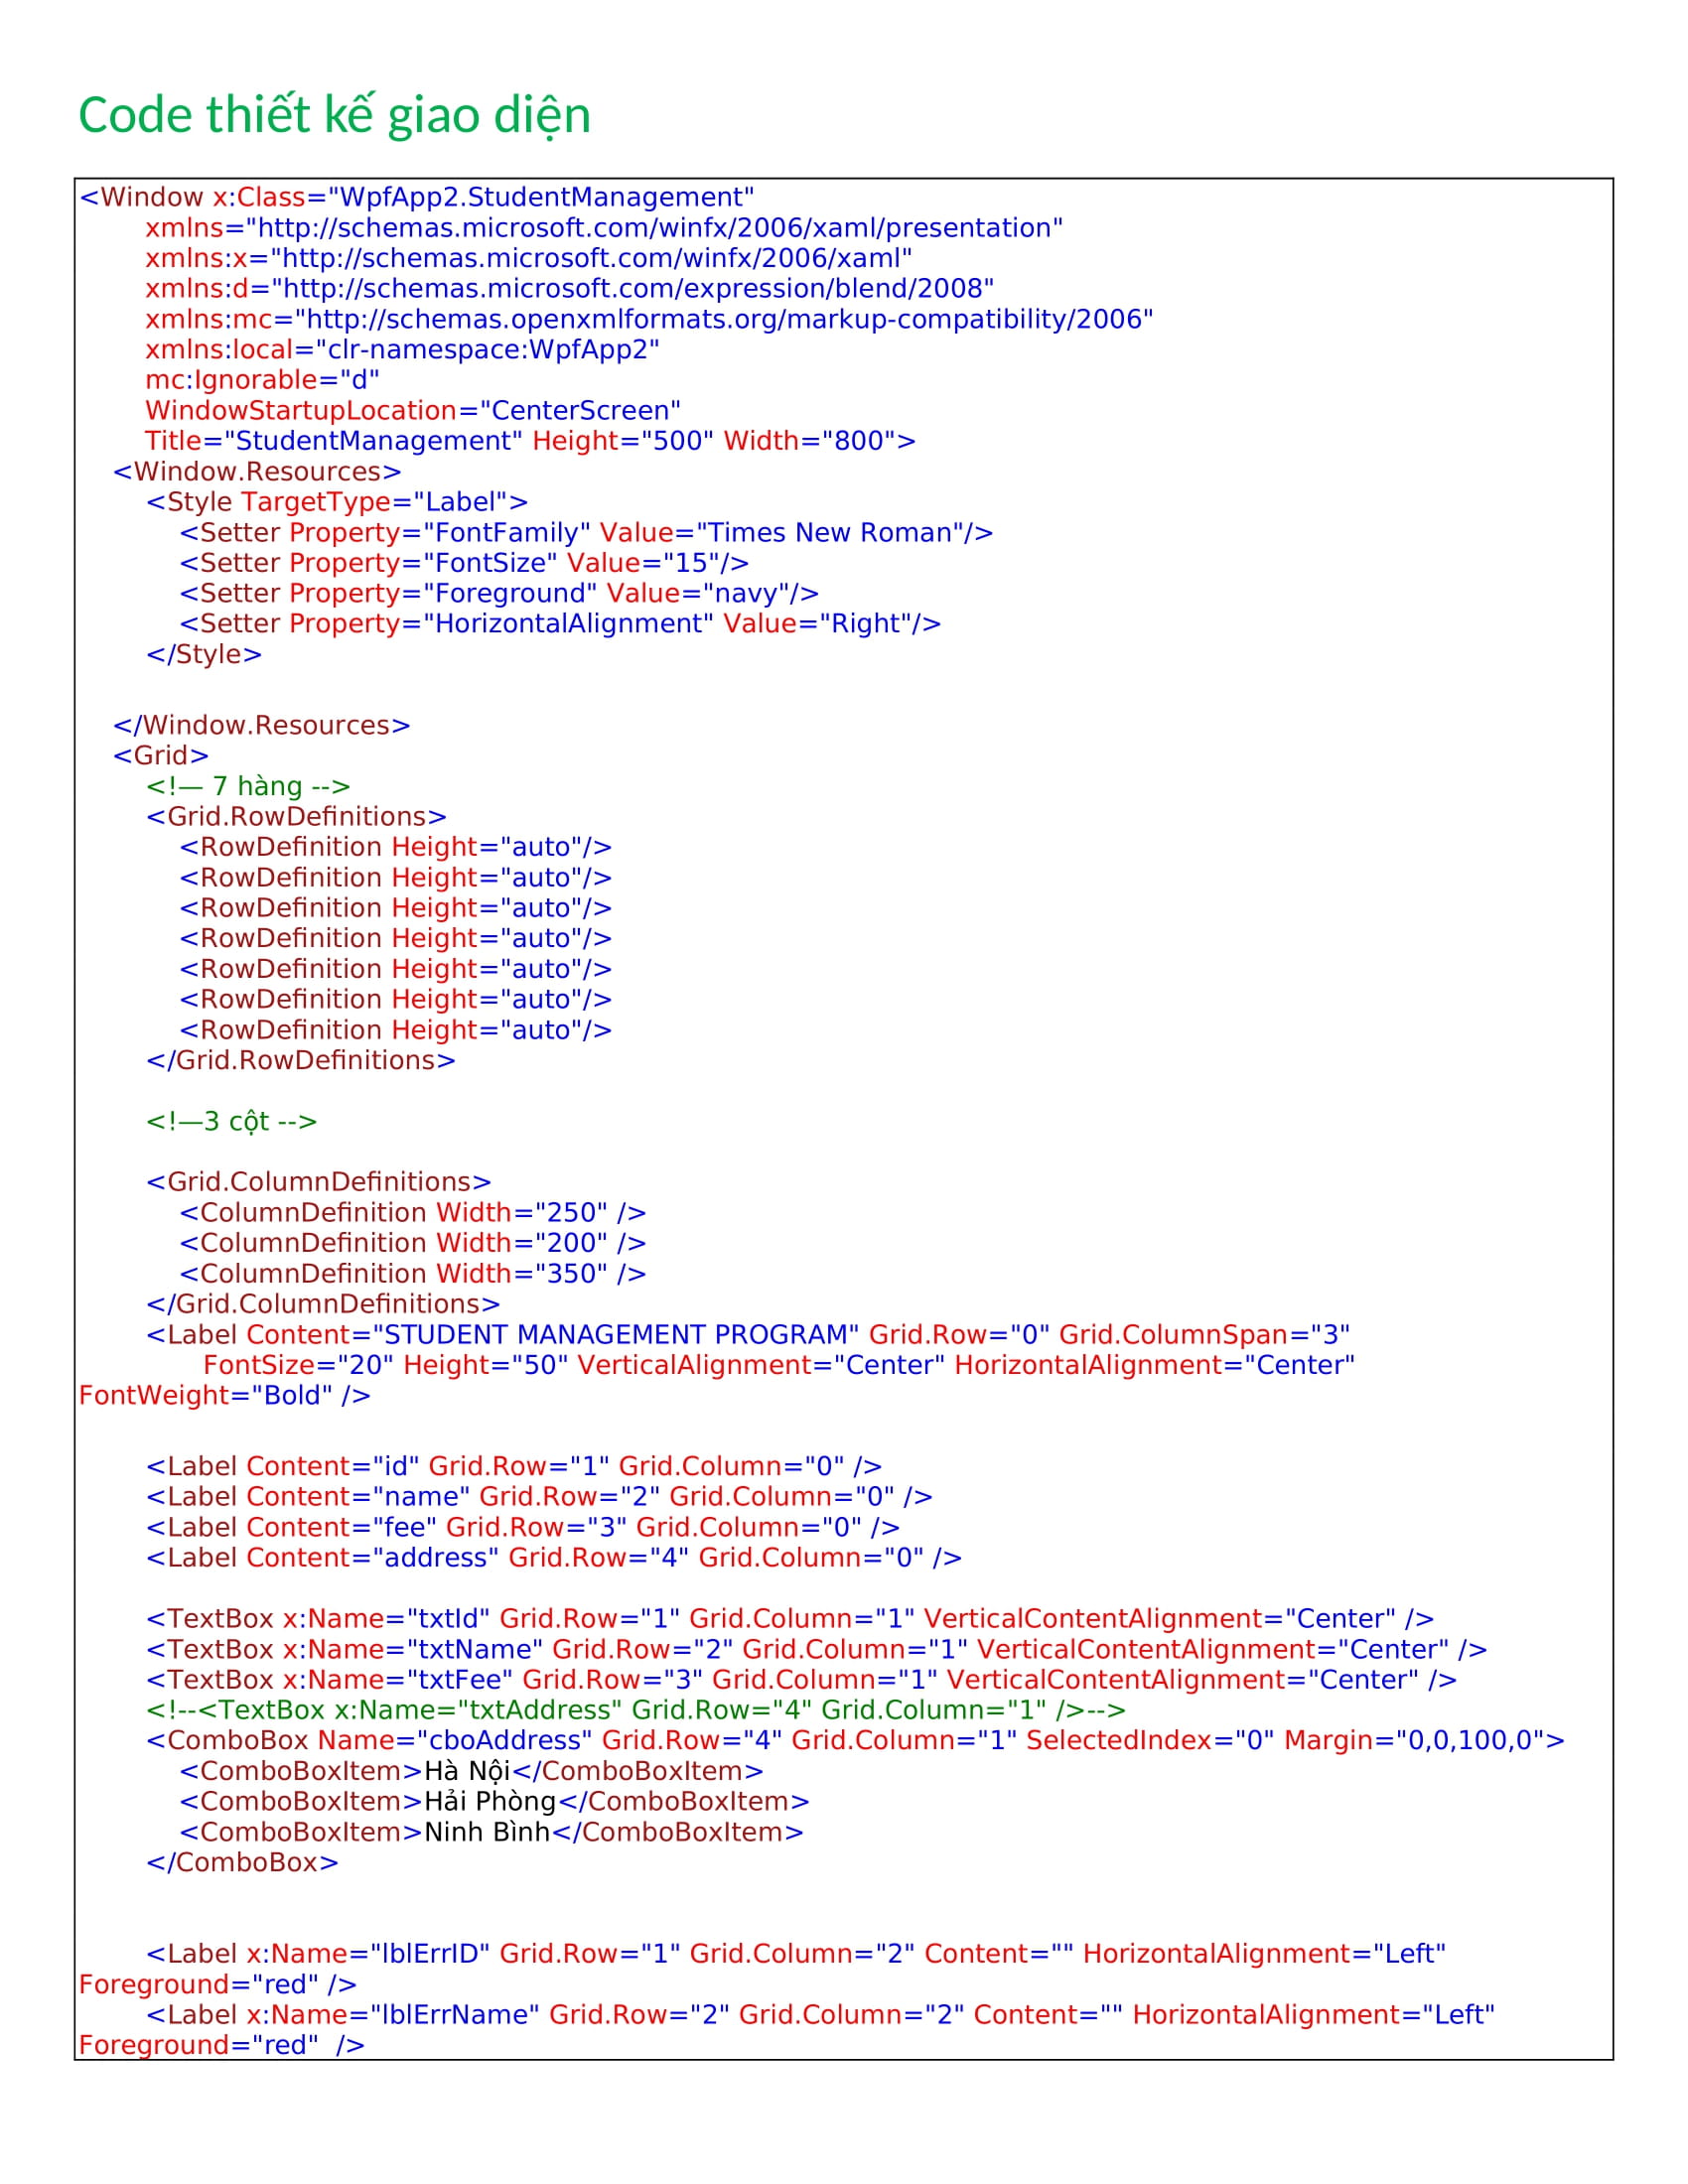 Code thiết kế giao diện
<Window x:Class="WpfApp2.StudentManagement"
xmlns="http://schemas.microsoft.com/winfx/2006/xaml/presentation"
xmlns:x="http://schemas.microsoft.com/winfx/2006/xaml"
xmlns:d="http://schemas.microsoft.com/expression/blend/2008"
xmlns:mc="http://schemas.openxmlformats.org/markup-compatibility/2006"
xmlns:local="clr-namespace:WpfApp2"
mc:Ignorable="d"
WindowStartupLocation="CenterScreen"
Title="StudentManagement" Height="500" Width="800">
<Window.Resources>
<Style TargetType="Label">
<Setter Property="FontFamily" Value="Times New Roman"/>
<Setter Property="FontSize" Value="15"/>
<Setter Property="Foreground" Value="navy"/>
<Setter Property="HorizontalAlignment" Value="Right"/>
</Style>
</Window.Resources>
<Grid>
<!— 7 hàng -->
<Grid.RowDefinitions>
<RowDefinition Height="auto"/>
<RowDefinition Height="auto"/>
<RowDefinition Height="auto"/>
<RowDefinition Height="auto"/>
<RowDefinition Height="auto"/>
<RowDefinition Height="auto"/>
<RowDefinition Height="auto"/>
</Grid.RowDefinitions>
<!—3 cột -->
<Grid.ColumnDefinitions>
<ColumnDefinition Width="250" />
<ColumnDefinition Width="200" />
<ColumnDefinition Width="350" />
</Grid.ColumnDefinitions>
<Label Content="STUDENT MANAGEMENT PROGRAM" Grid.Row="0" Grid.ColumnSpan="3"
FontSize="20" Height="50" VerticalAlignment="Center" HorizontalAlignment="Center"
FontWeight="Bold" />
<Label Content="id" Grid.Row="1" Grid.Column="0" />
<Label Content="name" Grid.Row="2" Grid.Column="0" />
<Label Content="fee" Grid.Row="3" Grid.Column="0" />
<Label Content="address" Grid.Row="4" Grid.Column="0" />
<TextBox x:Name="txtId" Grid.Row="1" Grid.Column="1" VerticalContentAlignment="Center" />
<TextBox x:Name="txtName" Grid.Row="2" Grid.Column="1" VerticalContentAlignment="Center" />
<TextBox x:Name="txtFee" Grid.Row="3" Grid.Column="1" VerticalContentAlignment="Center" />
<!--<TextBox x:Name="txtAddress" Grid.Row="4" Grid.Column="1" />-->
<ComboBox Name="cboAddress" Grid.Row="4" Grid.Column="1" SelectedIndex="0" Margin="0,0,100,0">
<ComboBoxItem>Hà Nội</ComboBoxItem>
<ComboBoxItem>Hải Phòng</ComboBoxItem>
<ComboBoxItem>Ninh Bình</ComboBoxItem>
</ComboBox>
<Label x:Name="lblErrID" Grid.Row="1" Grid.Column="2" Content="" HorizontalAlignment="Left"
Foreground="red" />
<Label x:Name="lblErrName" Grid.Row="2" Grid.Column="2" Content="" HorizontalAlignment="Left"
Foreground="red"  />